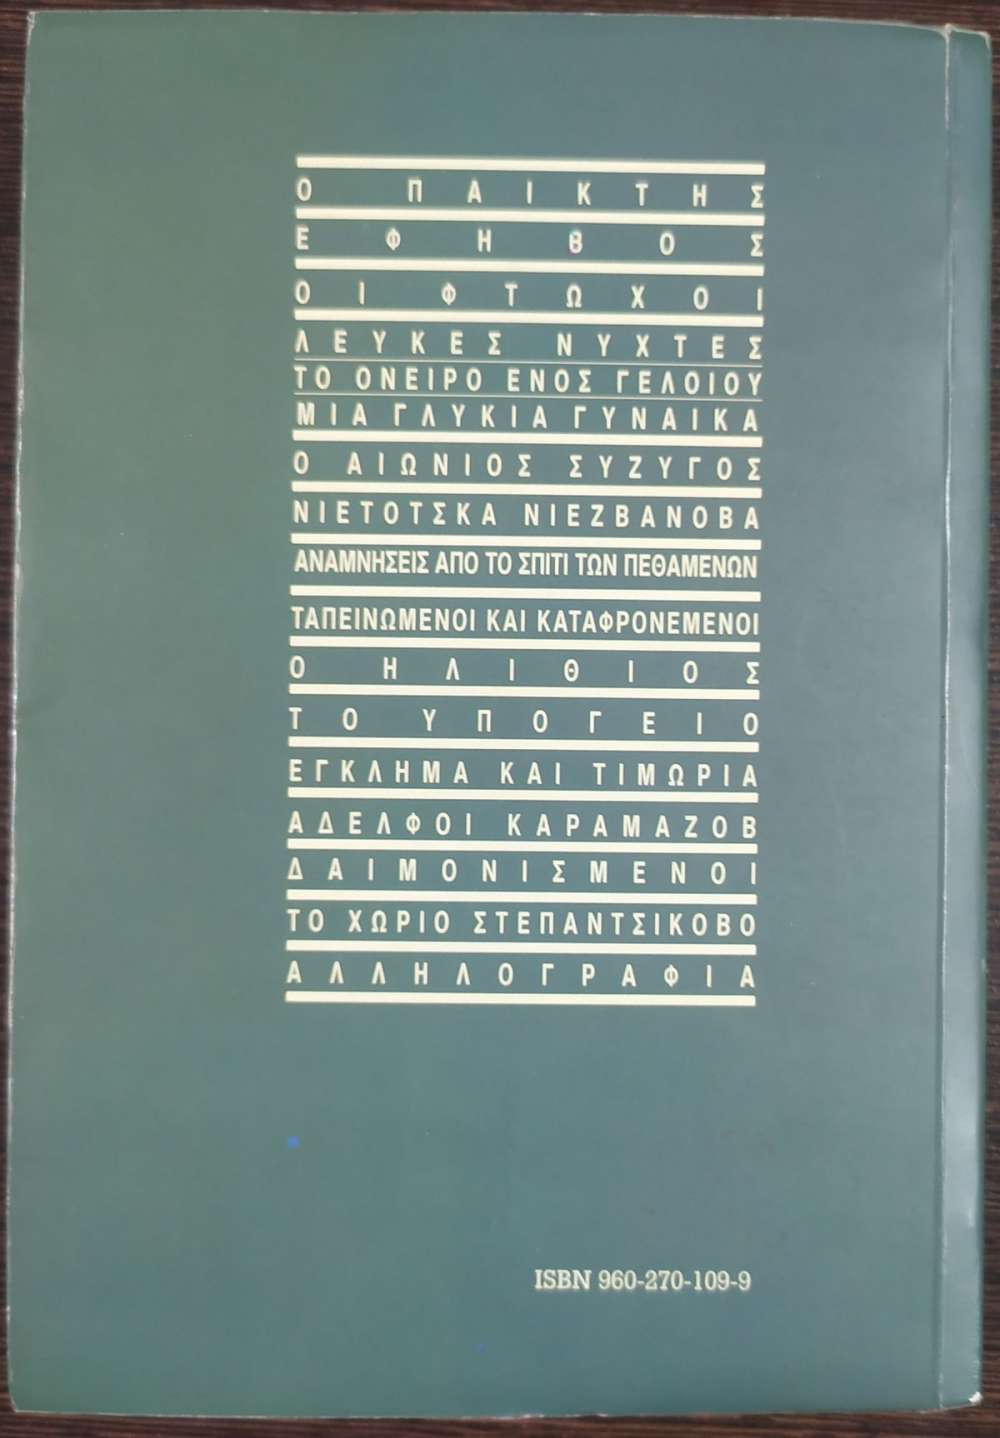 Ο ΠΑΙΚΤΗΣ
ΕΦΗΒΟΣ
ΟΙ ΦΤΩΧΟΙ
ΛΕΥΚΕΣ ΝΥΧΤΕΣ
ΤΟ ΟΝΕΙΡΟ ΕΝΟΣ ΓΕΛΟΙΟΥ
ΜΙΑ ΓΛΥΚΙΑ ΓΥΝΑΙΚΑ
Ο ΑΙΩΝΙΟΣ ΣΥΖΥΓΟΣ
ΝΙΕΤΟΤΣΚΑ ΝΙΕΖΒΑΝΟΒΑ
ΑΝΑΜΝΗΣΕΙΣ ΑΠΟ ΤΟ ΣΠΙΤΙ ΤΩΝ ΠΕΘΑΜΕΝΩΝ
ΤΑΠΕΙΝΩΜΕΝΟΙ ΚΑΙ ΚΑΤΑΦΡΟΝΕΜΕΝΟΙ
Ο ΗΛΙΘΙΟΣ
ΤΟ ΥΠΟΓΕΙΟ
ΕΓΚΛΗΜΑ ΚΑΙ ΤΙΜΩΡΙΑ
ΑΔΕΛΦΟΙ ΚΑΡΑΜΑΖΟΒ
ΔΑΙΜΟΝΙΣΜΕΝΟΙ
ΤΟ ΧΩΡΙΟ ΣΤΕΠΑΝΤΣΙΚΟΒΟ
ΑΛΛΗΛΟΓΡΑΦΙΑ
ISBN 960-270-109-9